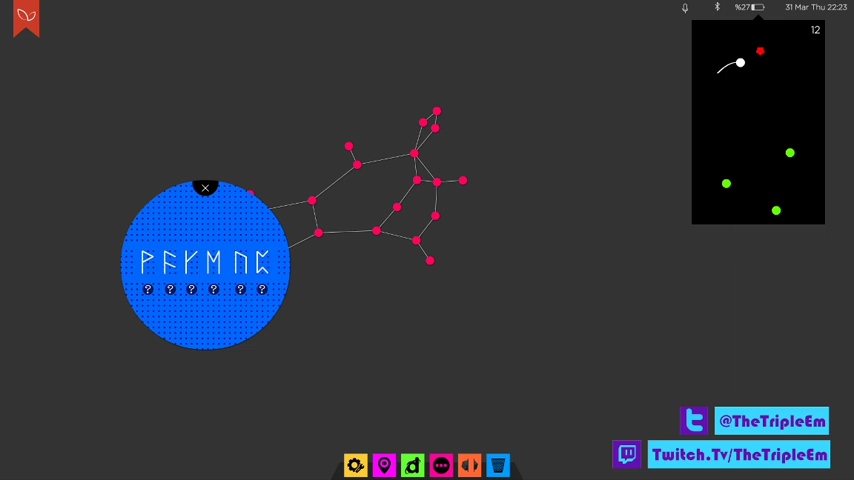 %27 31 Mar Thu 22:23
12
? ? ? ? ? ?
@TheTripleEm
Twitch.Tv/TheTripleEm